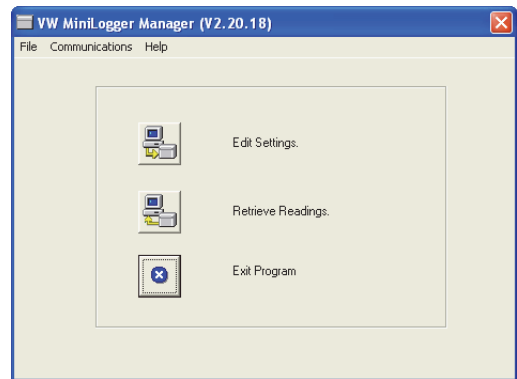 VW MiniLogger Manager (V2.20.18)
File Communications Help
Edit Settings.
Retrieve Readings.
Exit Program